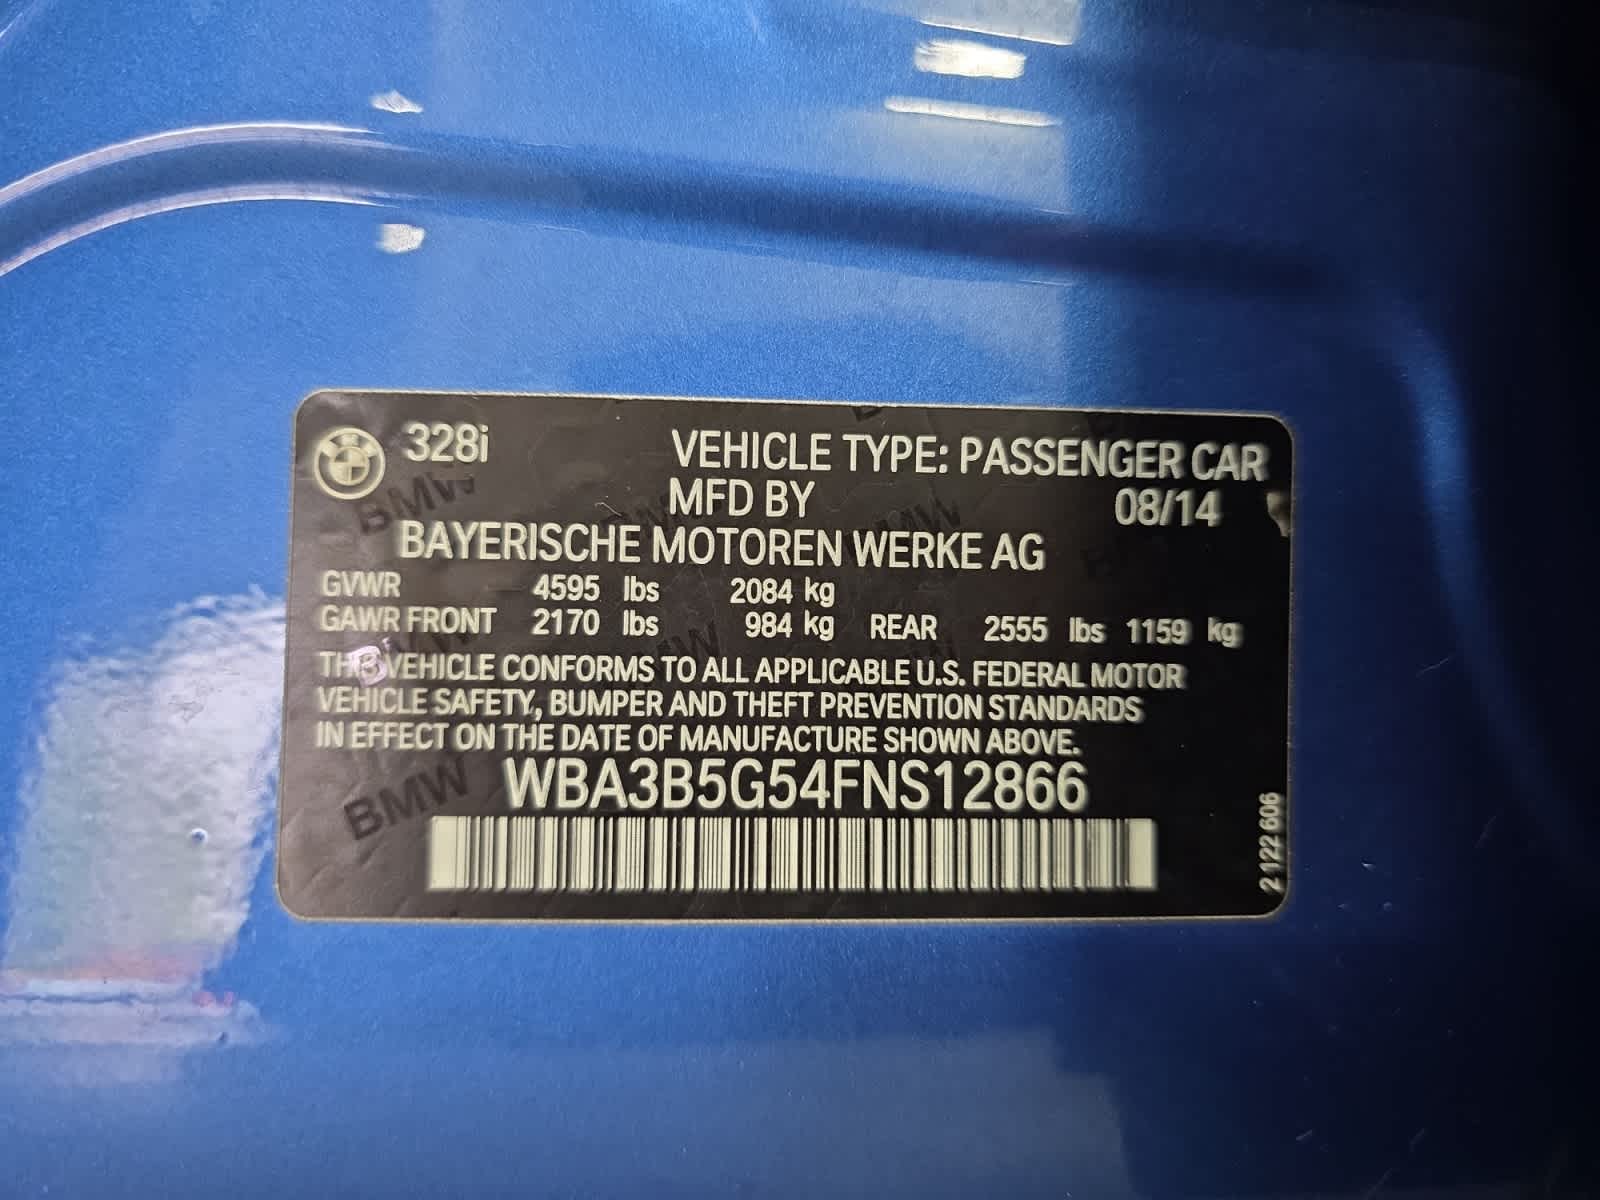 328i VEHICLE TYPE: PASSENGER CAR
MFD BY 08/14
BAYERISCHE MOTOREN WERKE AG
GVWR 4595 lbs 2084 kg
GAWR FRONT 2170 lbs 984 kg REAR 2555 lbs 1159 kg
THIS VEHICLE CONFORMS TO ALL APPLICABLE U.S. FEDERAL MOTOR
VEHICLE SAFETY, BUMPER AND THEFT PREVENTION STANDARDS
IN EFFECT ON THE DATE OF MANUFACTURE SHOWN ABOVE.
BMW
WBA3B5G54FNS12866
2122 606